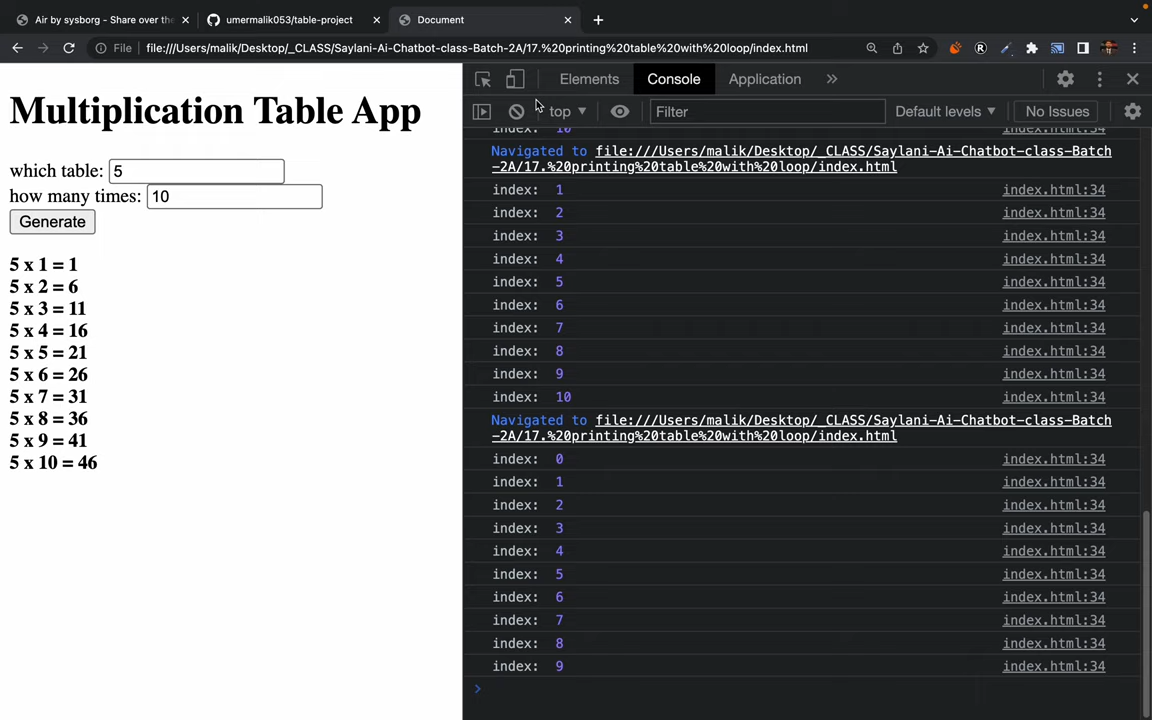 Air by sysborg - Share over the
umermalik053/table-project
Document
File
file:///Users/malik/Desktop/_CLASS/Saylani-Ai-Chatbot-class-Batch-2A/17.%20printing%20table%20with%20loop/index.html
Multiplication Table App
which table: 5
how many times: 10
Generate
5 x 1 = 1
5 x 2 = 6
5 x 3 = 11
5 x 4 = 16
5 x 5 = 21
5 x 6 = 26
5 x 7 = 31
5 x 8 = 36
5 x 9 = 41
5 x 10 = 46
Elements Console Application
top Filter Default levels No Issues
index: 10
Navigated to file:///Users/malik/Desktop/_CLASS/Saylani-Ai-Chatbot-class-Batch
-2A/17.%20printing%20table%20with%20loop/index.html
index: 1 index.html:34
index: 2 index.html:34
index: 3 index.html:34
index: 4 index.html:34
index: 5 index.html:34
index: 6 index.html:34
index: 7 index.html:34
index: 8 index.html:34
index: 9 index.html:34
index: 10 index.html:34
Navigated to file:///Users/malik/Desktop/_CLASS/Saylani-Ai-Chatbot-class-Batch
-2A/17.%20printing%20table%20with%20loop/index.html
index: 0 index.html:34
index: 1 index.html:34
index: 2 index.html:34
index: 3 index.html:34
index: 4 index.html:34
index: 5 index.html:34
index: 6 index.html:34
index: 7 index.html:34
index: 8 index.html:34
index: 9 index.html:34